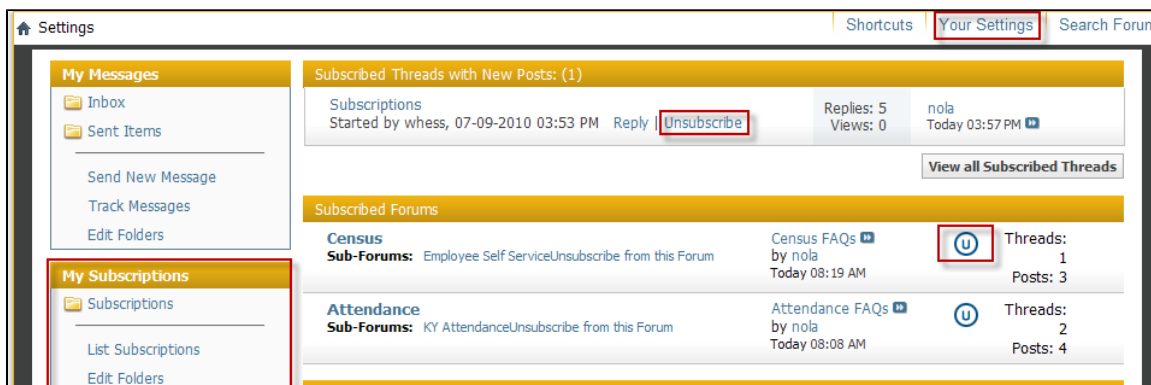 Settings
Shortcuts Your Settings Search Forum
My Messages
Inbox
Sent Items
Send New Message
Track Messages
Edit Folders
My Subscriptions
Subscriptions
List Subscriptions
Edit Folders
Subscribed Threads with New Posts: (1)
Subscriptions
Started by whess, 07-09-2010 03:53 PM Reply | Unsubscribe
Replies: 5
Views: 0
nola
Today 03:57 PM
View all Subscribed Threads
Subscribed Forums
Census
Sub-Forums: Employee Self ServiceUnsubscribe from this Forum
Census FAQs
by nola
Today 08:19 AM
U
Threads:
1
Posts: 3
Attendance
Sub-Forums: KY AttendanceUnsubscribe from this Forum
Attendance FAQs
by nola
Today 08:08 AM
U
Threads:
2
Posts: 4